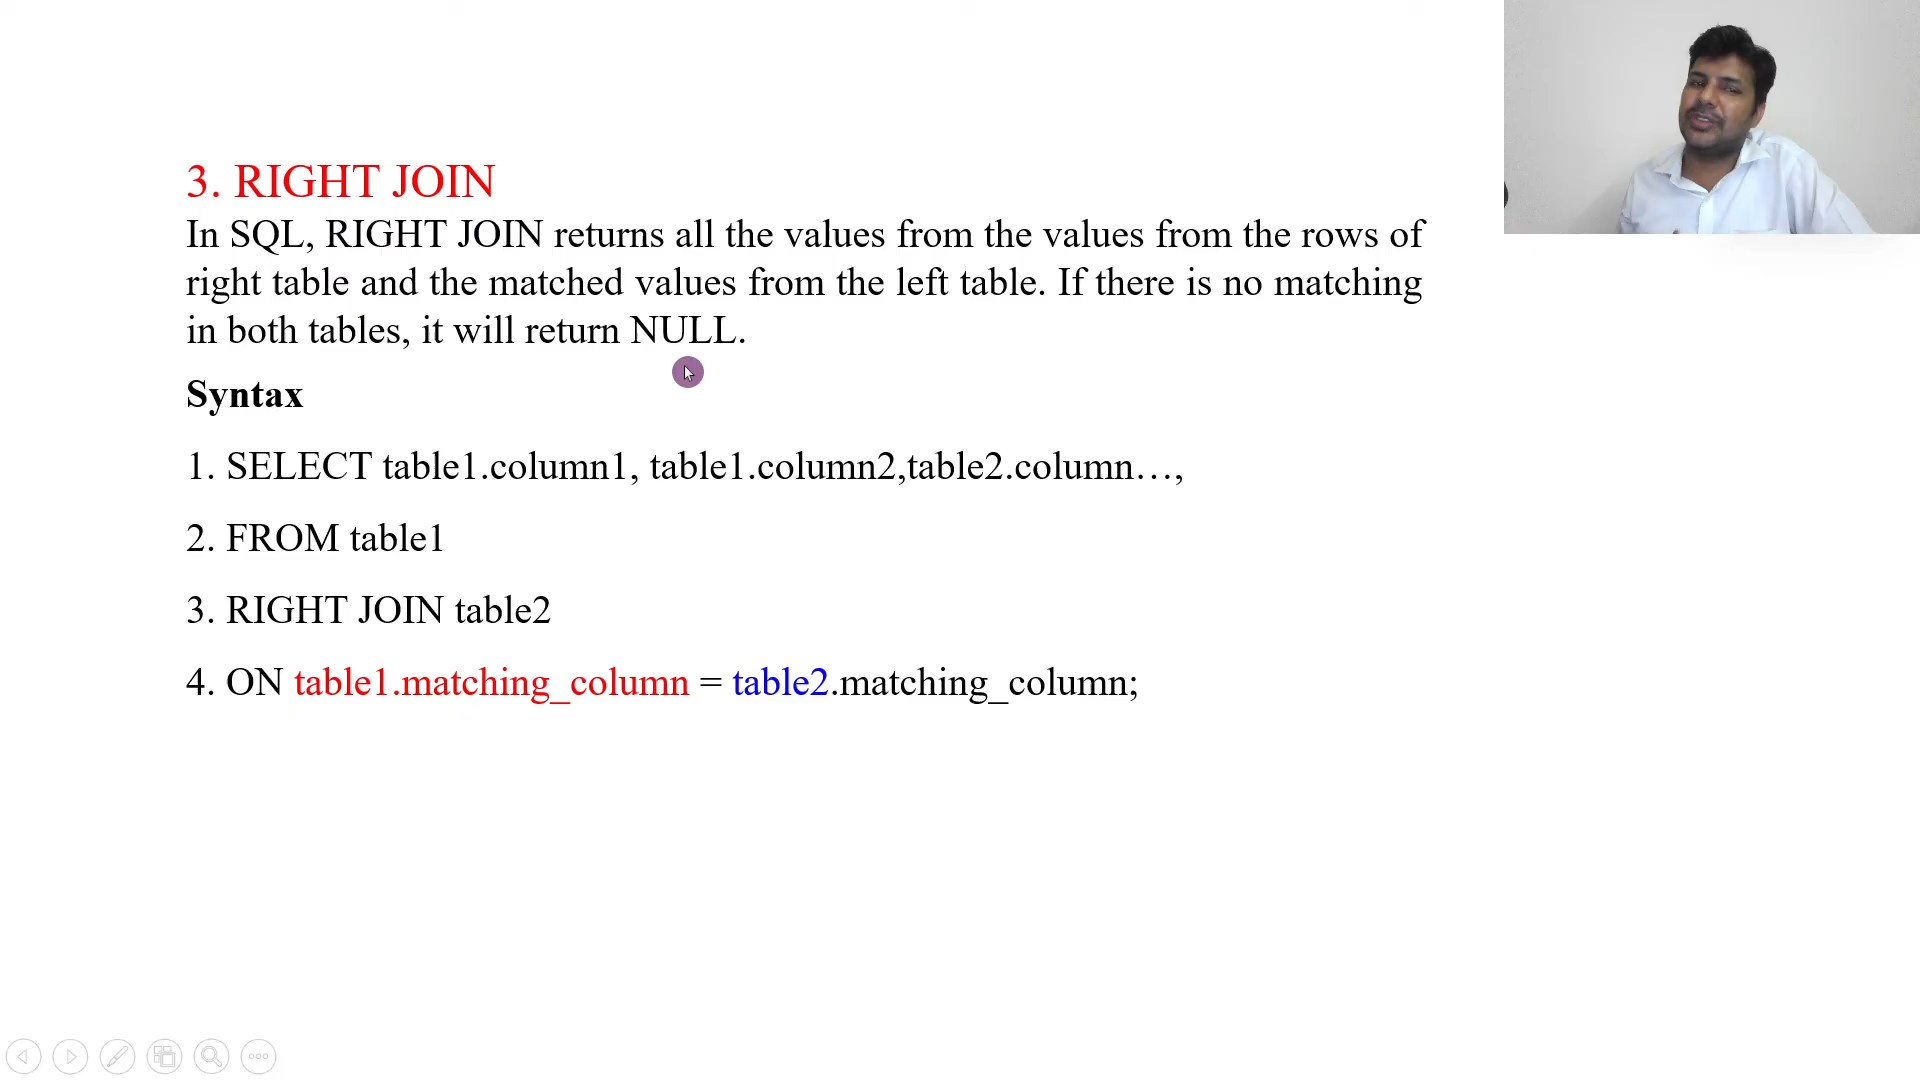 3. RIGHT JOIN
In SQL, RIGHT JOIN returns all the values from the values from the rows of
right table and the matched values from the left table. If there is no matching
in both tables, it will return NULL.
Syntax
1. SELECT table1.column1, table1.column2,table2.column…,
2. FROM table1
3. RIGHT JOIN table2
4. ON table1.matching_column = table2.matching_column;